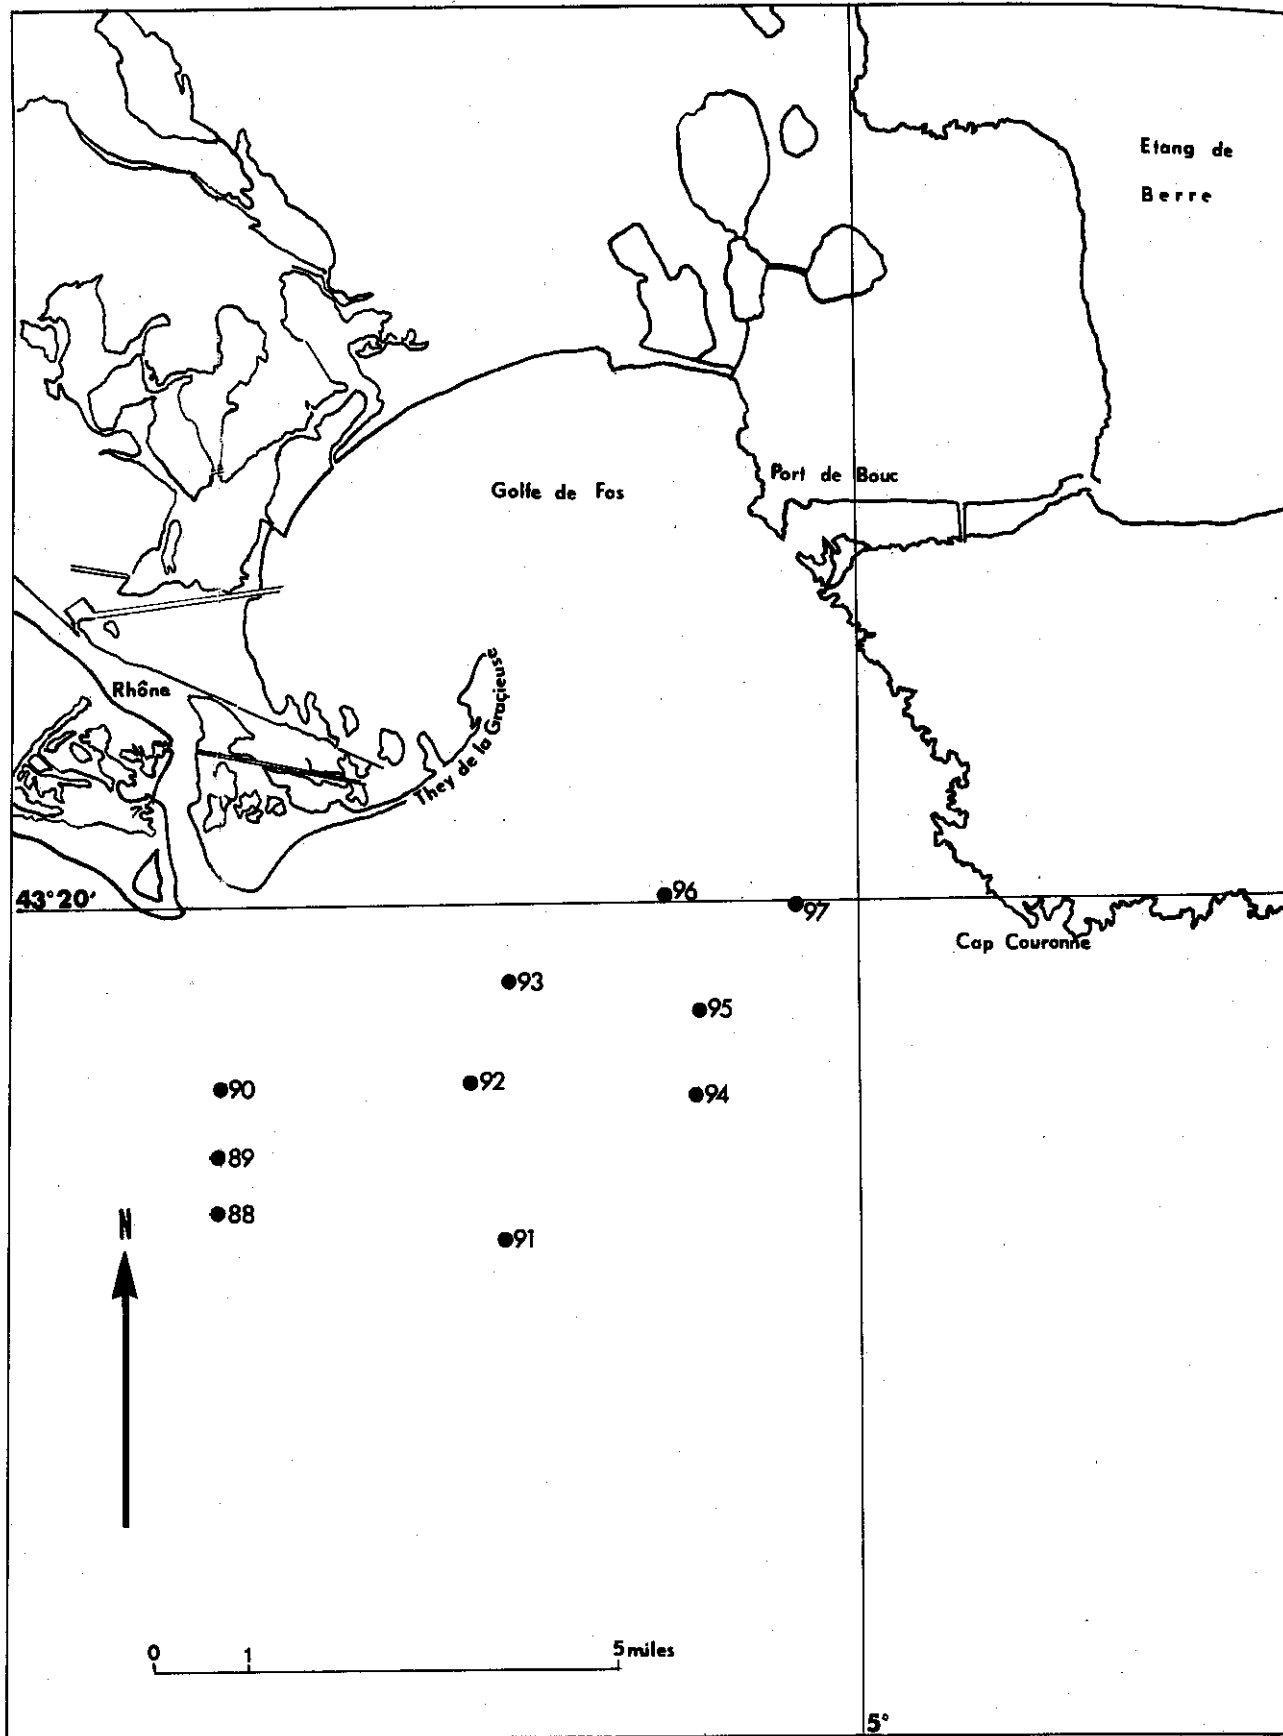 Etang de
Berre
Port de Bouc
Golfe de Fos
Rhône
They de la Graçieuse
43°20'
96
97
Cap Couronne
93
95
92
90
94
89
88
N
91
0 1 5 miles
5°